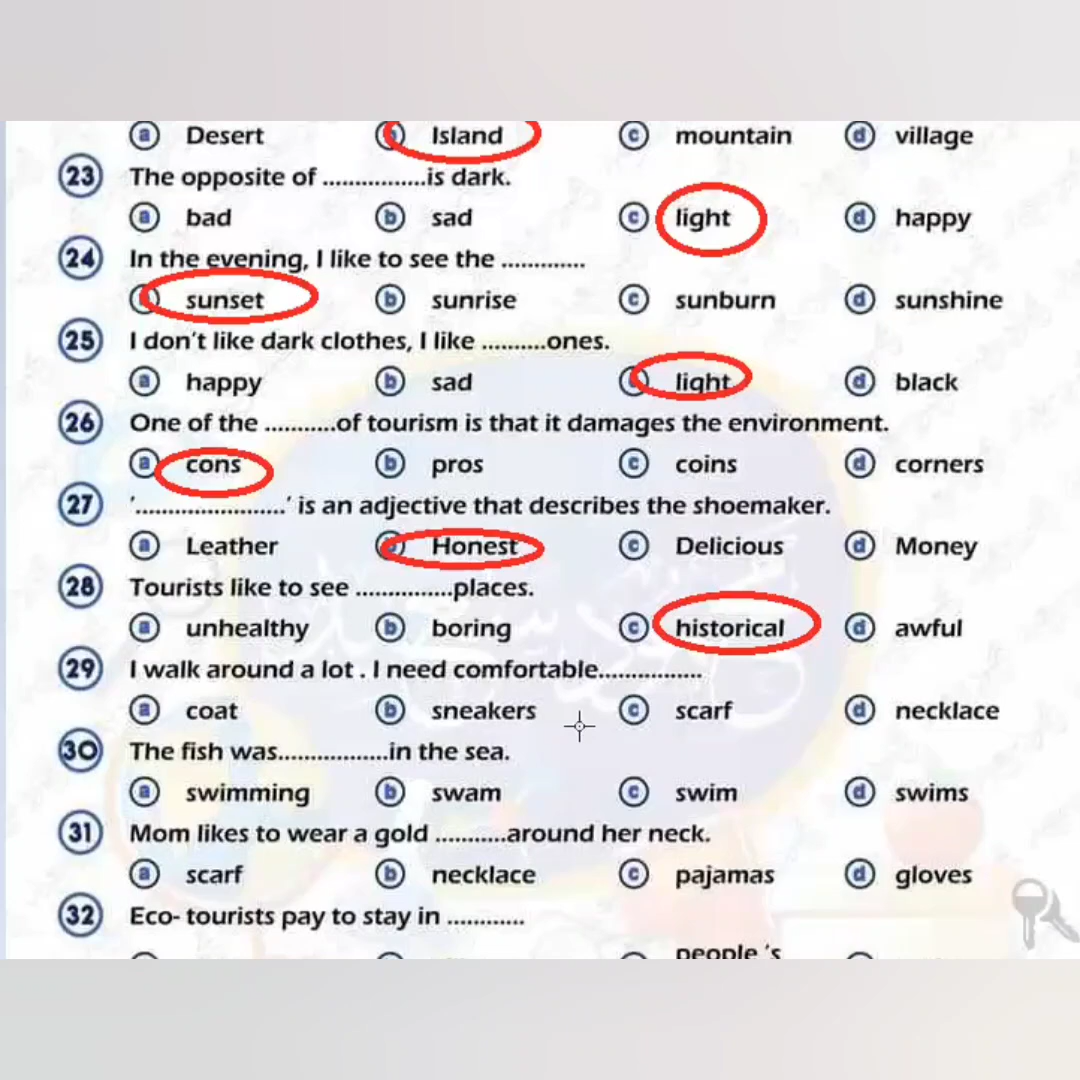 a Desert b Island c mountain d village
23 The opposite of ................is dark.
a bad b sad c light d happy
24 In the evening, I like to see the .............
a sunset b sunrise c sunburn d sunshine
25 I don't like dark clothes, I like ..........ones.
a happy b sad c light d black
26 One of the ...........of tourism is that it damages the environment.
a cons b pros c coins d corners
27 '.......................' is an adjective that describes the shoemaker.
a Leather b Honest c Delicious d Money
28 Tourists like to see ...............places.
a unhealthy b boring c historical d awful
29 I walk around a lot . I need comfortable................
a coat b sneakers c scarf d necklace
30 The fish was.................in the sea.
a swimming b swam c swim d swims
31 Mom likes to wear a gold ...........around her neck.
a scarf b necklace c pajamas d gloves
32 Eco- tourists pay to stay in ............
people 's